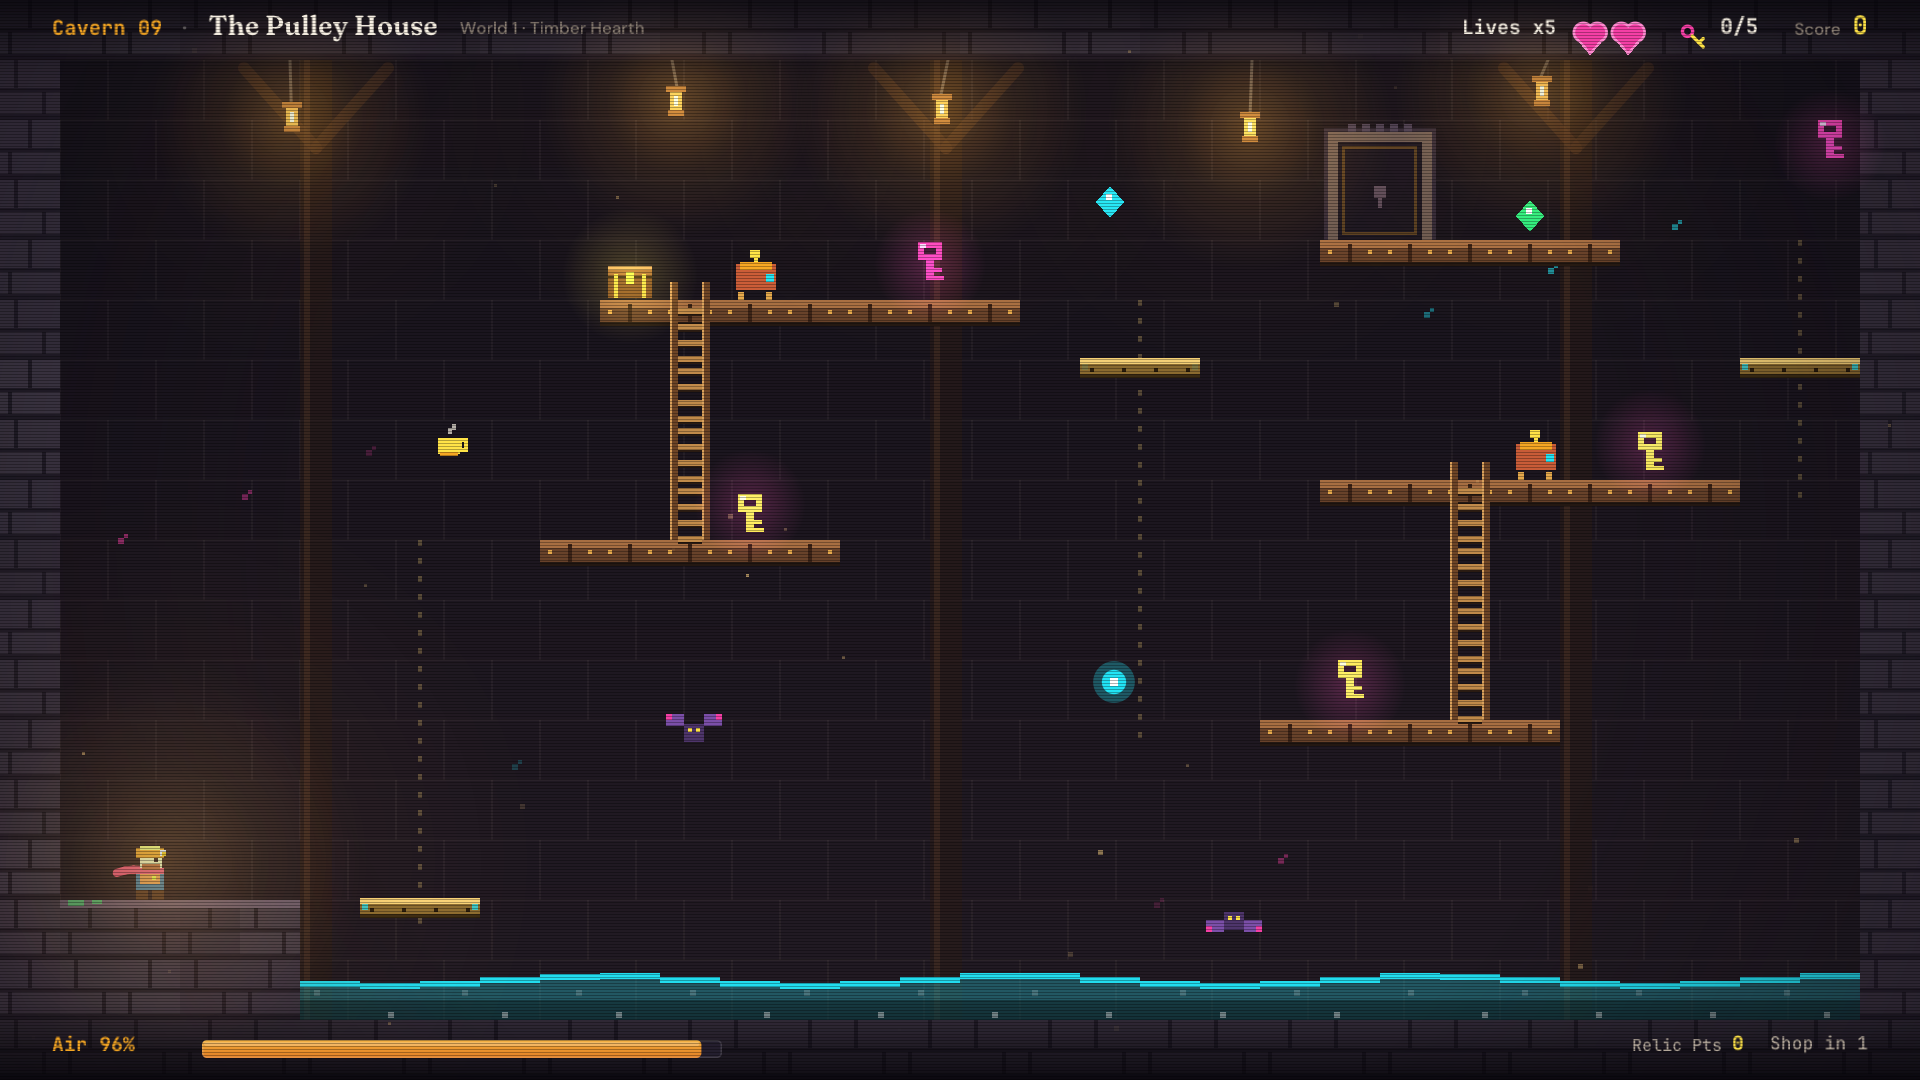 Cavern 09 · The Pulley House World 1 · Timber Hearth Lives x5 0/5 Score 0
Air 96% Relic Pts 0 Shop in 1